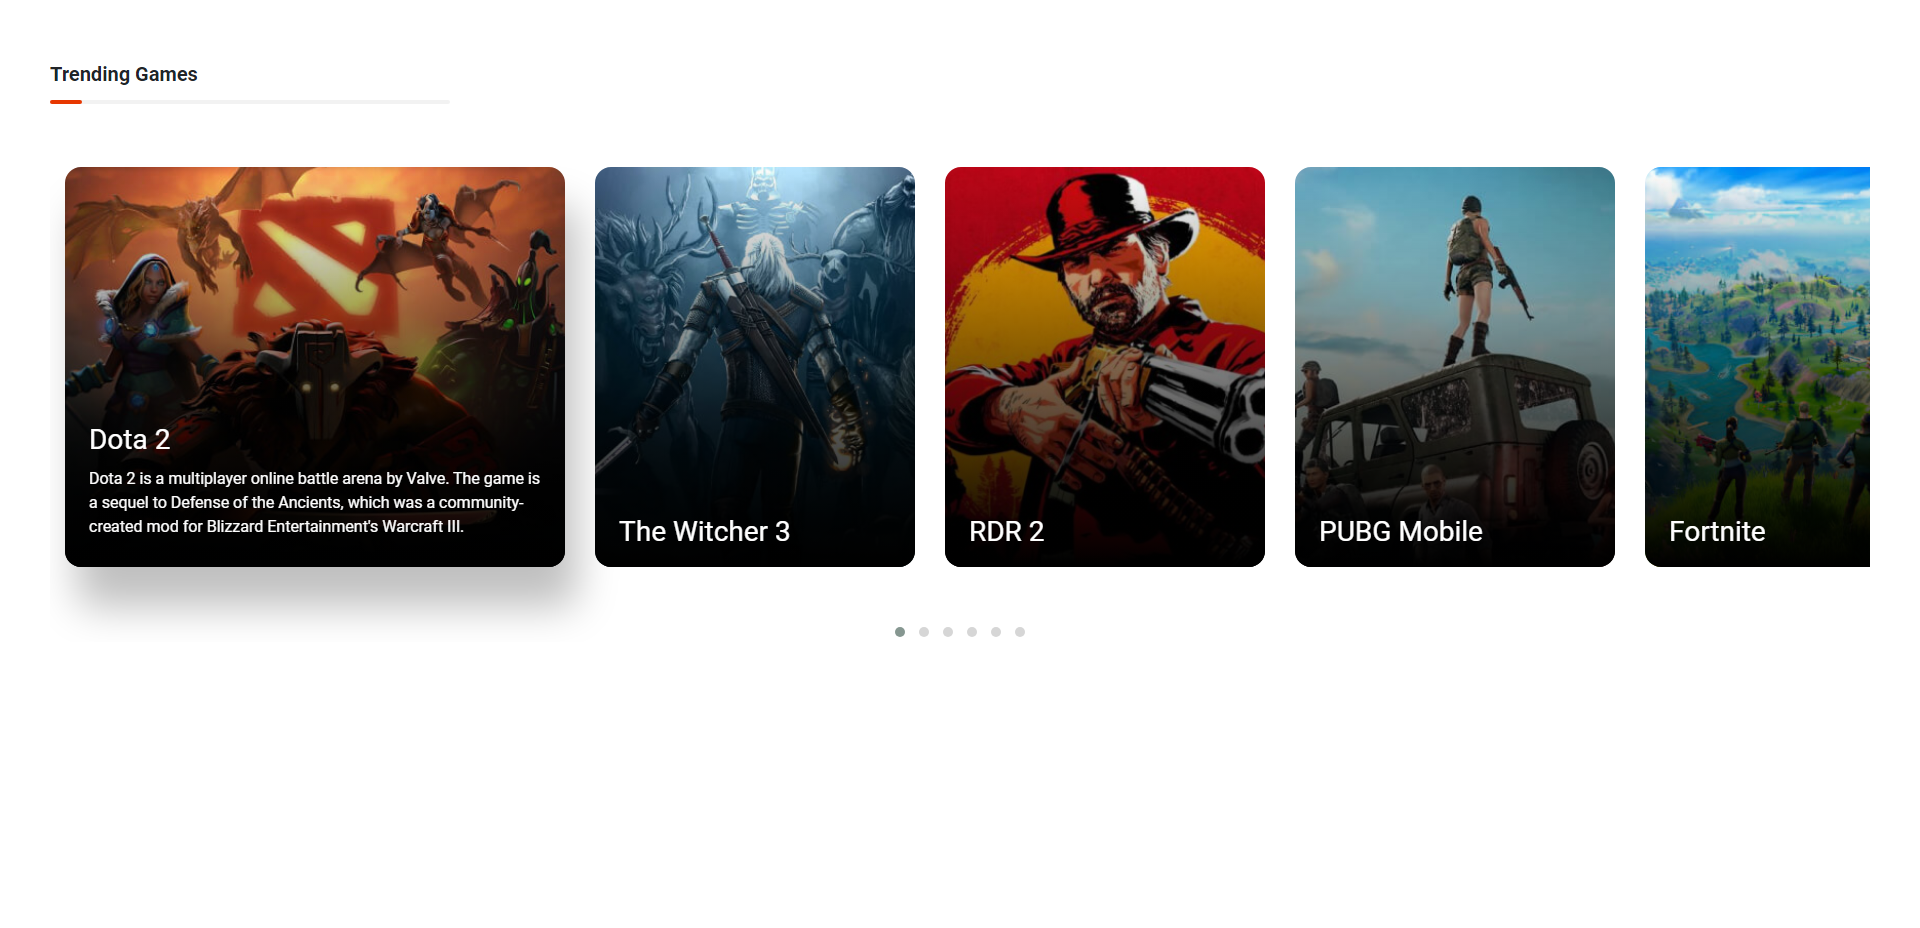 Trending Games
Dota 2
Dota 2 is a multiplayer online battle arena by Valve. The game is
a sequel to Defense of the Ancients, which was a community-
created mod for Blizzard Entertainment's Warcraft III.
The Witcher 3
RDR 2
PUBG Mobile
Fortnite